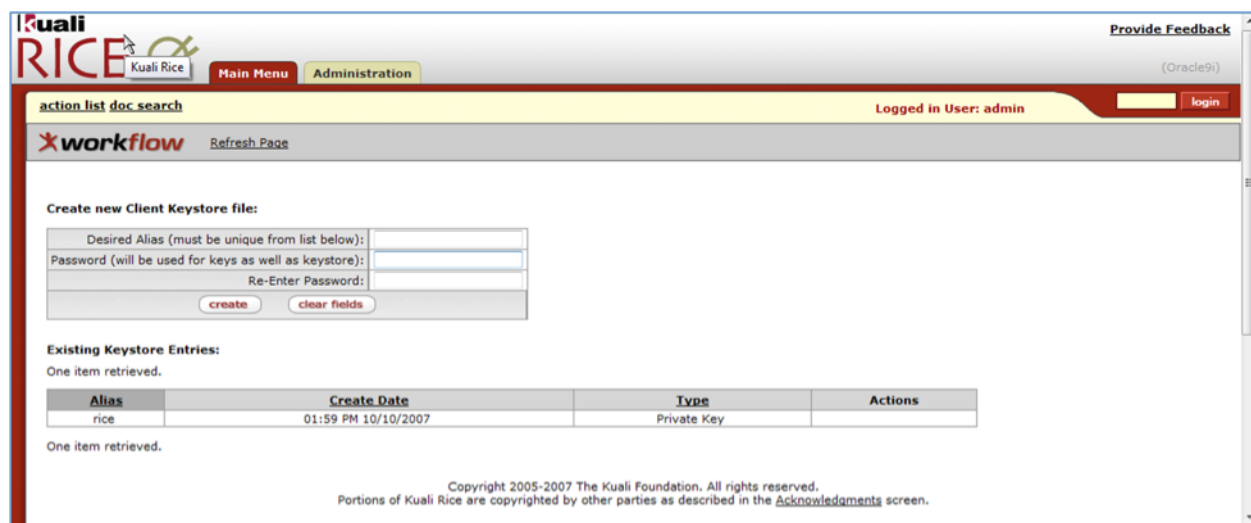 Kuali
RICE
Kuali Rice
Main Menu
Administration
Provide Feedback
(Oracle9i)
action list doc search
Logged in User: admin
login
workflow
Refresh Page
Create new Client Keystore file:
Desired Alias (must be unique from list below):
Password (will be used for keys as well as keystore):
Re-Enter Password:
create clear fields
Existing Keystore Entries:
One item retrieved.
Alias Create Date Type Actions
rice 01:59 PM 10/10/2007 Private Key
One item retrieved.
Copyright 2005-2007 The Kuali Foundation. All rights reserved.
Portions of Kuali Rice are copyrighted by other parties as described in the Acknowledgments screen.